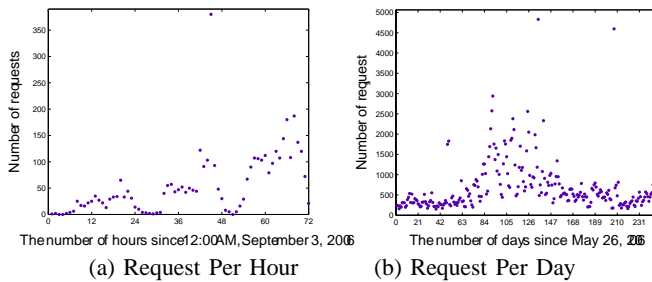 Number of requests
350
300
250
200
150
100
50
0
0 12 24 36 48 60 72
The number of hours since 12:00 AM, September 3, 2006
(a) Request Per Hour
Number of request
5000
4500
4000
3500
3000
2500
2000
1500
1000
500
0
0 21 42 63 84 105 126 147 168 189 210 231
The number of days since May 26, 2006
(b) Request Per Day